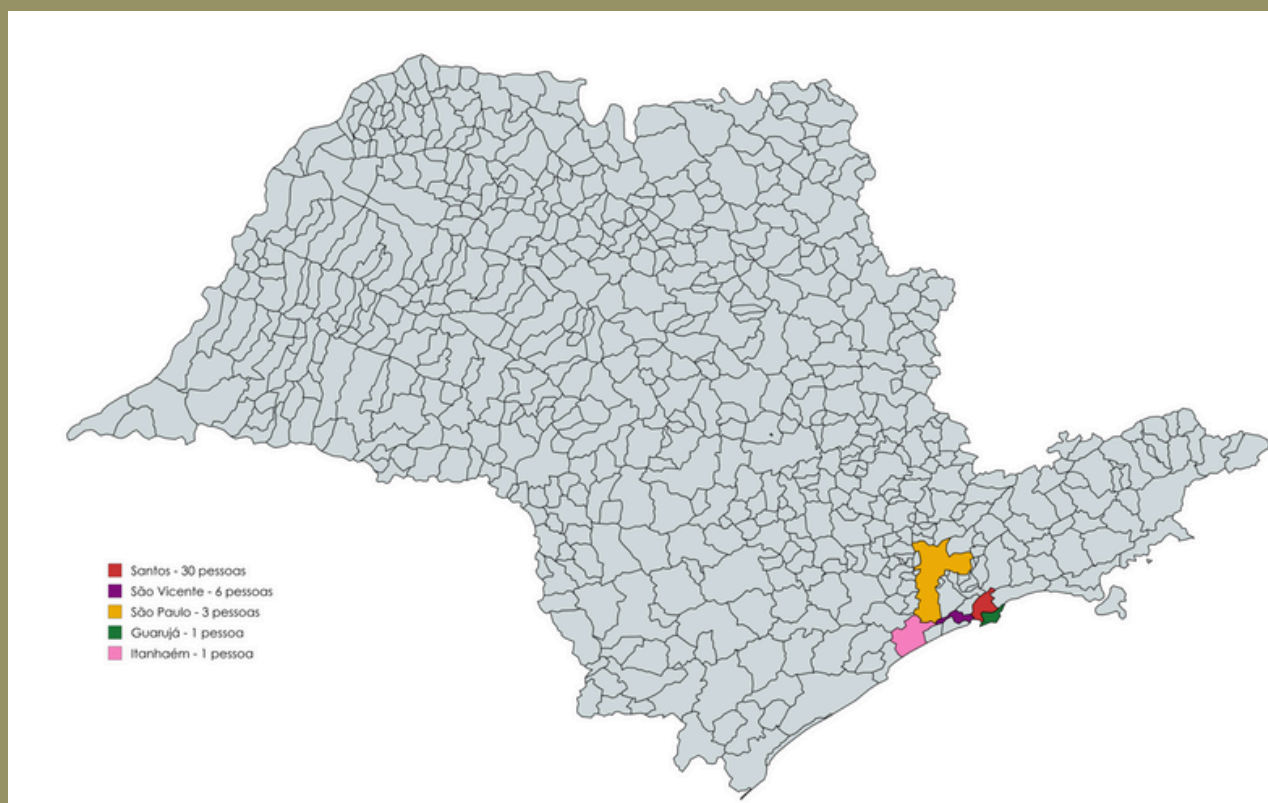 Santos - 30 pessoas
São Vicente - 6 pessoas
São Paulo - 3 pessoas
Guarujá - 1 pessoa
Itanhaém - 1 pessoa